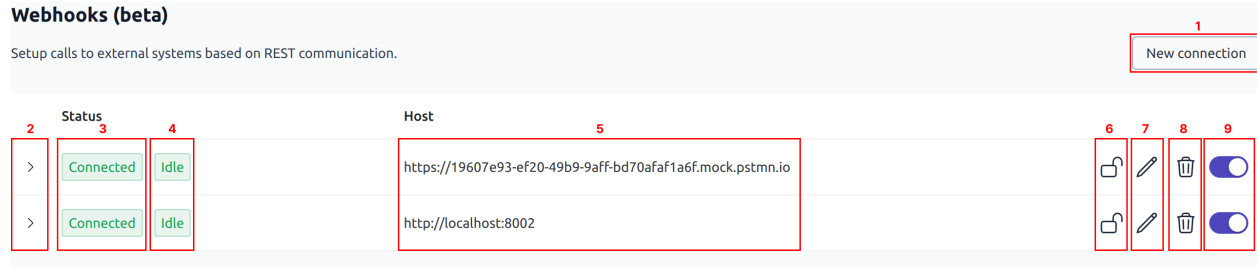 Webhooks (beta)
1
Setup calls to external systems based on REST communication.
New connection
Status Host
2 3 4 5 6 7 8 9
Connected Idle https://19607e93-ef20-49b9-9aff-bd70afaf1a6f.mock.pstmn.io
Connected Idle http://localhost:8002